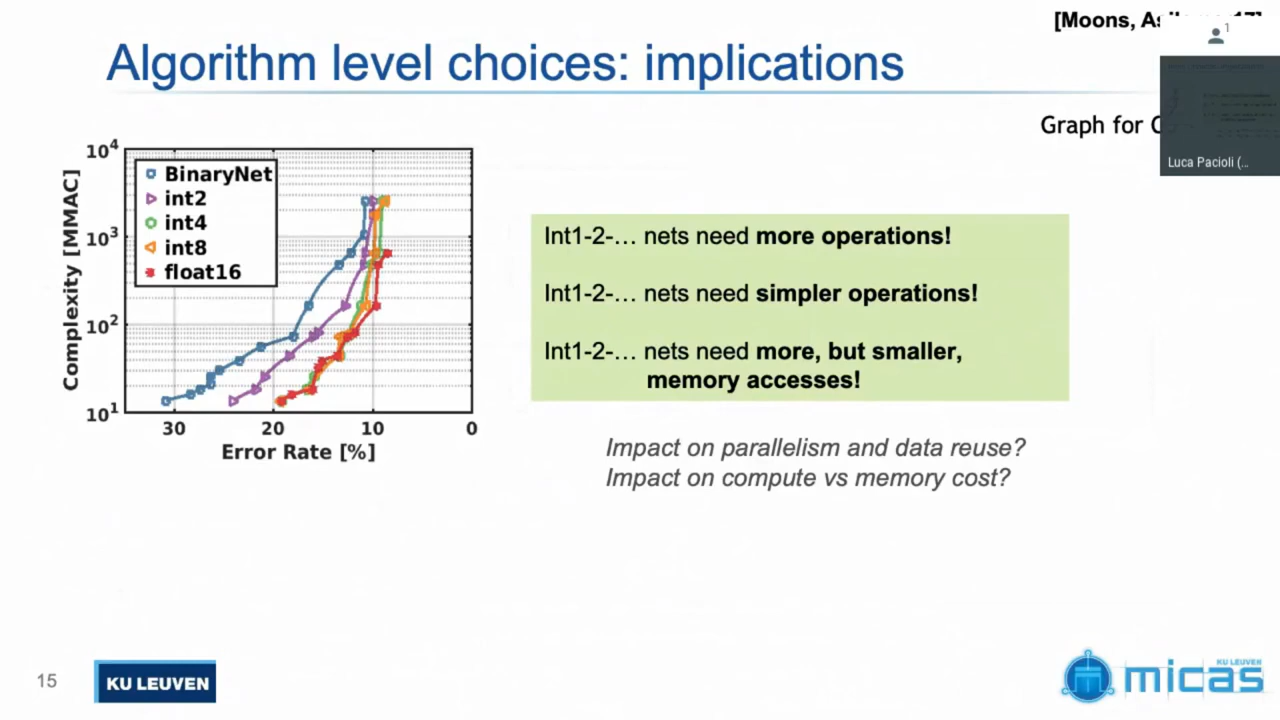 [Moons,
1
Algorithm level choices: implications
Graph for
Luca Pacioli (...
10⁴
10³
10²
10¹
Complexity [MMAC]
BinaryNet
int2
int4
int8
float16
30 20 10 0
Error Rate [%]
Int1-2-... nets need more operations!
Int1-2-... nets need simpler operations!
Int1-2-... nets need more, but smaller,
memory accesses!
Impact on parallelism and data reuse?
Impact on compute vs memory cost?
15
KU LEUVEN
KU LEUVEN
micas